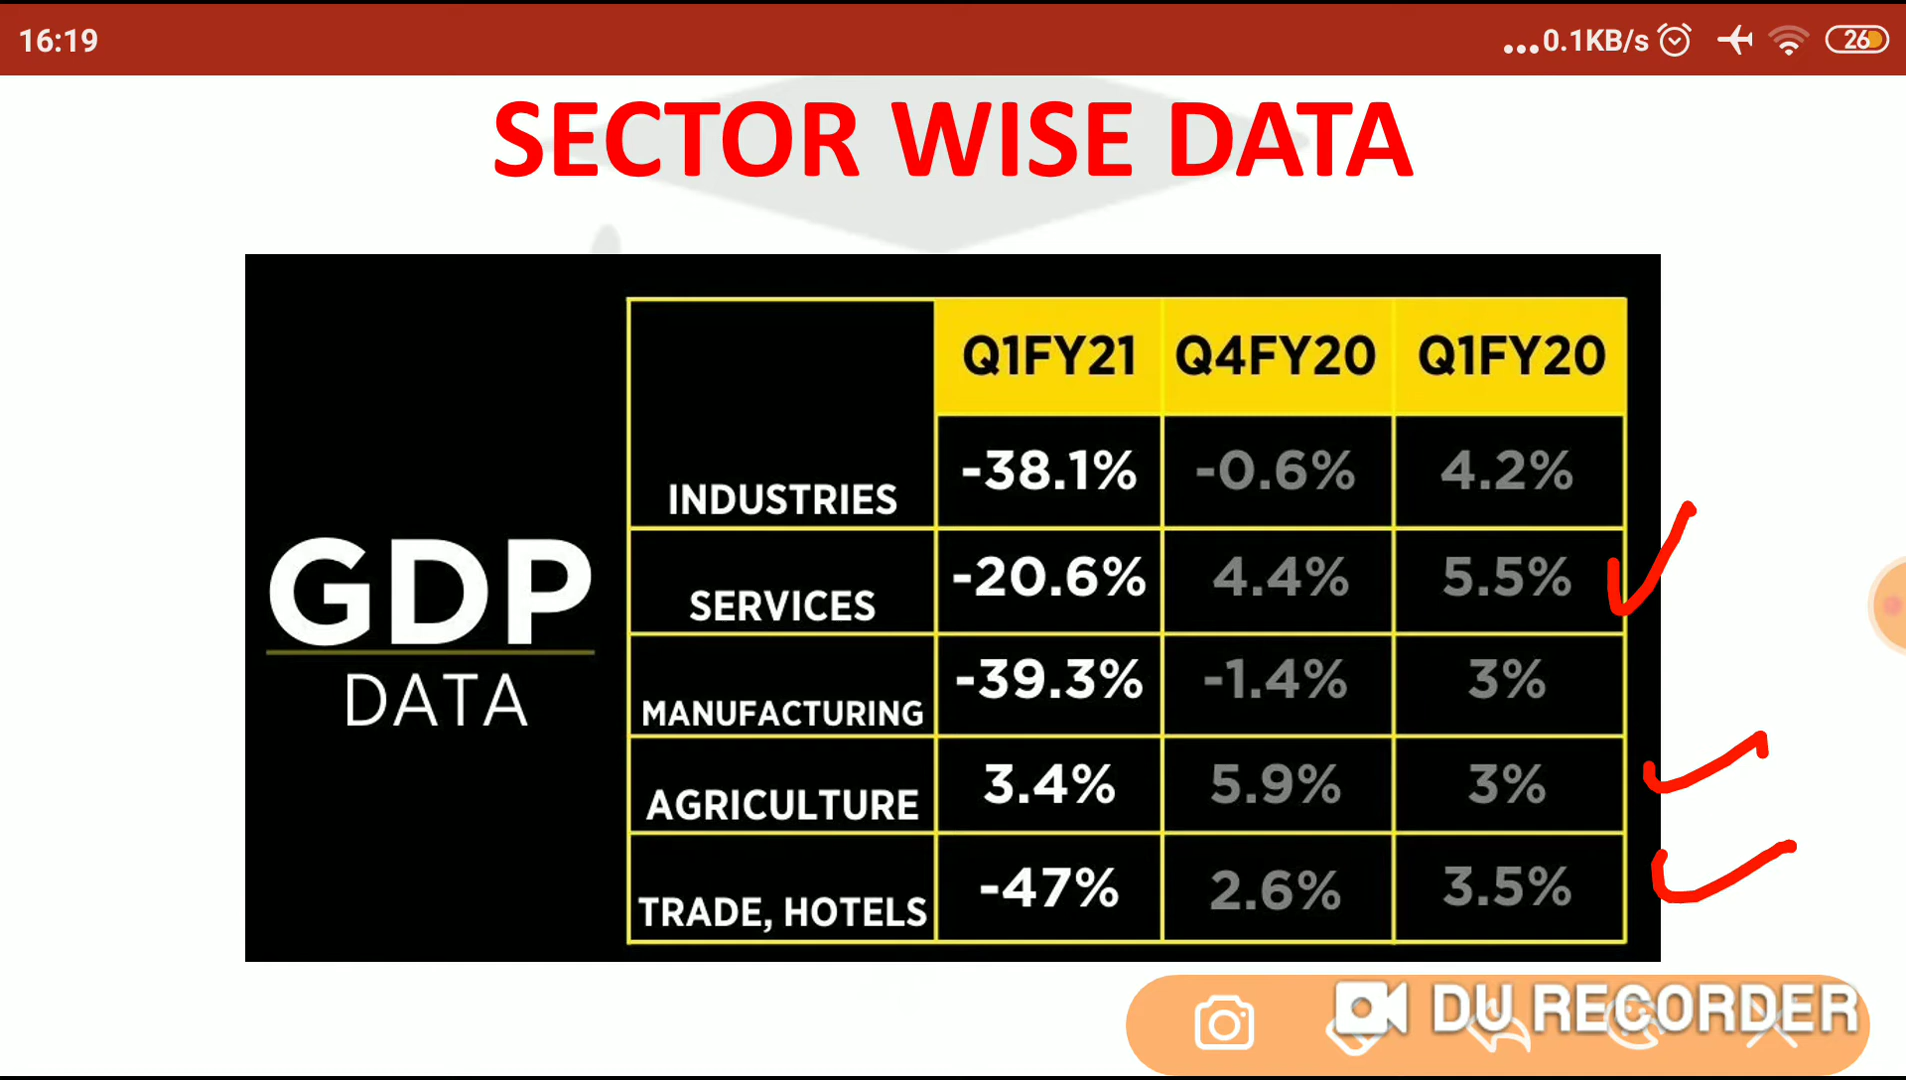 16:19
...0.1KB/s 26
SECTOR WISE DATA
GDP
DATA
Q1FY21 Q4FY20 Q1FY20
INDUSTRIES -38.1% -0.6% 4.2%
SERVICES -20.6% 4.4% 5.5%
MANUFACTURING -39.3% -1.4% 3%
AGRICULTURE 3.4% 5.9% 3%
TRADE, HOTELS -47% 2.6% 3.5%
DU RECORDER